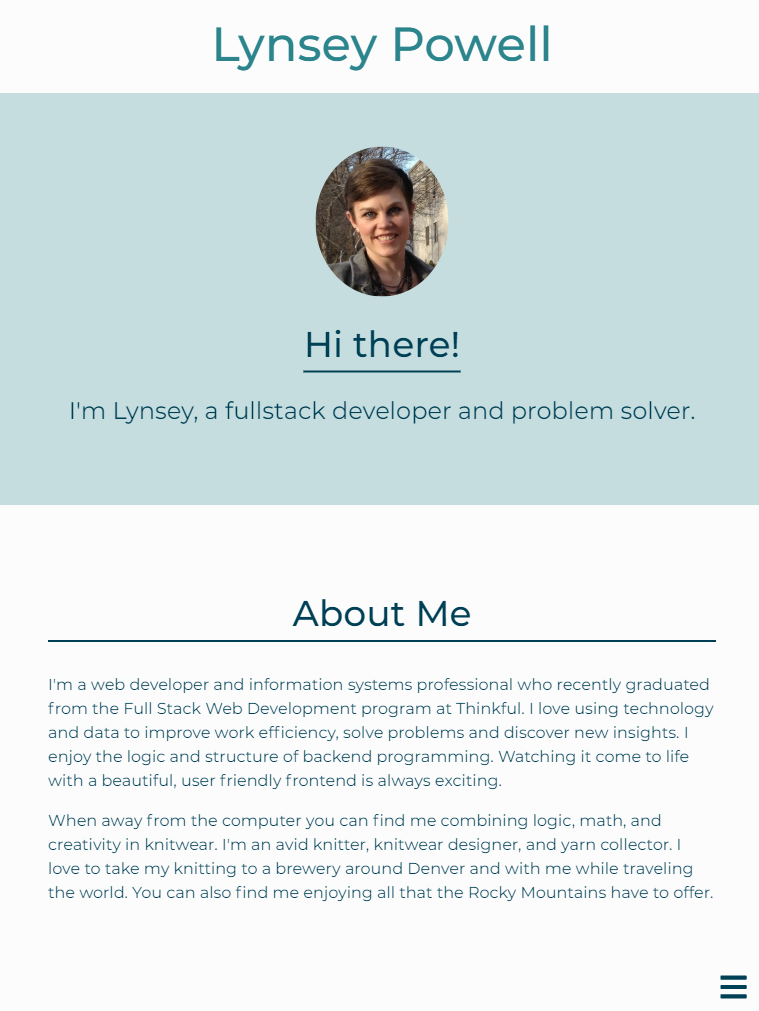 Lynsey Powell
Hi there!
I'm Lynsey, a fullstack developer and problem solver.
About Me
I'm a web developer and information systems professional who recently graduated
from the Full Stack Web Development program at Thinkful. I love using technology
and data to improve work efficiency, solve problems and discover new insights. I
enjoy the logic and structure of backend programming. Watching it come to life
with a beautiful, user friendly frontend is always exciting.
When away from the computer you can find me combining logic, math, and
creativity in knitwear. I'm an avid knitter, knitwear designer, and yarn collector. I
love to take my knitting to a brewery around Denver and with me while traveling
the world. You can also find me enjoying all that the Rocky Mountains have to offer.